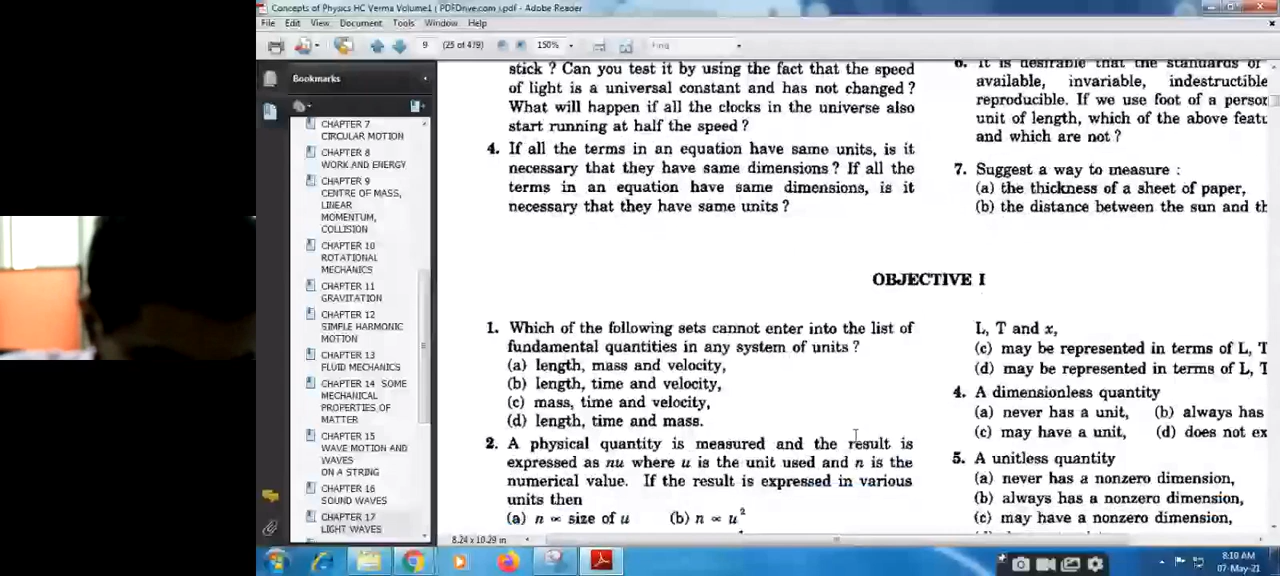 Concepts of Physics HC Verma Volume1 ( PDFDrive.com ).pdf - Adobe Reader
File Edit View Document Tools Window Help
9 (25 of 479) 150% Find
Bookmarks
CHAPTER 7
CIRCULAR MOTION
CHAPTER 8
WORK AND ENERGY
CHAPTER 9
CENTRE OF MASS,
LINEAR
MOMENTUM,
COLLISION
CHAPTER 10
ROTATIONAL
MECHANICS
CHAPTER 11
GRAVITATION
CHAPTER 12
SIMPLE HARMONIC
MOTION
CHAPTER 13
FLUID MECHANICS
CHAPTER 14 SOME
MECHANICAL
PROPERTIES OF
MATTER
CHAPTER 15
WAVE MOTION AND
WAVES
ON A STRING
CHAPTER 16
SOUND WAVES
CHAPTER 17
LIGHT WAVES
stick ? Can you test it by using the fact that the speed
of light is a universal constant and has not changed ?
What will happen if all the clocks in the universe also
start running at half the speed ?
4. If all the terms in an equation have same units, is it
necessary that they have same dimensions ? If all the
terms in an equation have same dimensions, is it
necessary that they have same units ?
6. It is desirable that the standards of
available, invariable, indestructible
reproducible. If we use foot of a person
unit of length, which of the above featu
and which are not ?
7. Suggest a way to measure :
(a) the thickness of a sheet of paper,
(b) the distance between the sun and th
OBJECTIVE I
1. Which of the following sets cannot enter into the list of
fundamental quantities in any system of units ?
(a) length, mass and velocity,
(b) length, time and velocity,
(c) mass, time and velocity,
(d) length, time and mass.
2. A physical quantity is measured and the result is
expressed as nu where u is the unit used and n is the
numerical value. If the result is expressed in various
units then
(a) n ∝ size of u (b) n ∝ u²
L, T and x,
(c) may be represented in terms of L, T
(d) may be represented in terms of L, T
4. A dimensionless quantity
(a) never has a unit, (b) always has
(c) may have a unit, (d) does not ex
5. A unitless quantity
(a) never has a nonzero dimension,
(b) always has a nonzero dimension,
(c) may have a nonzero dimension,
8.24 x 10.29 in
8:10 AM
07-May-21